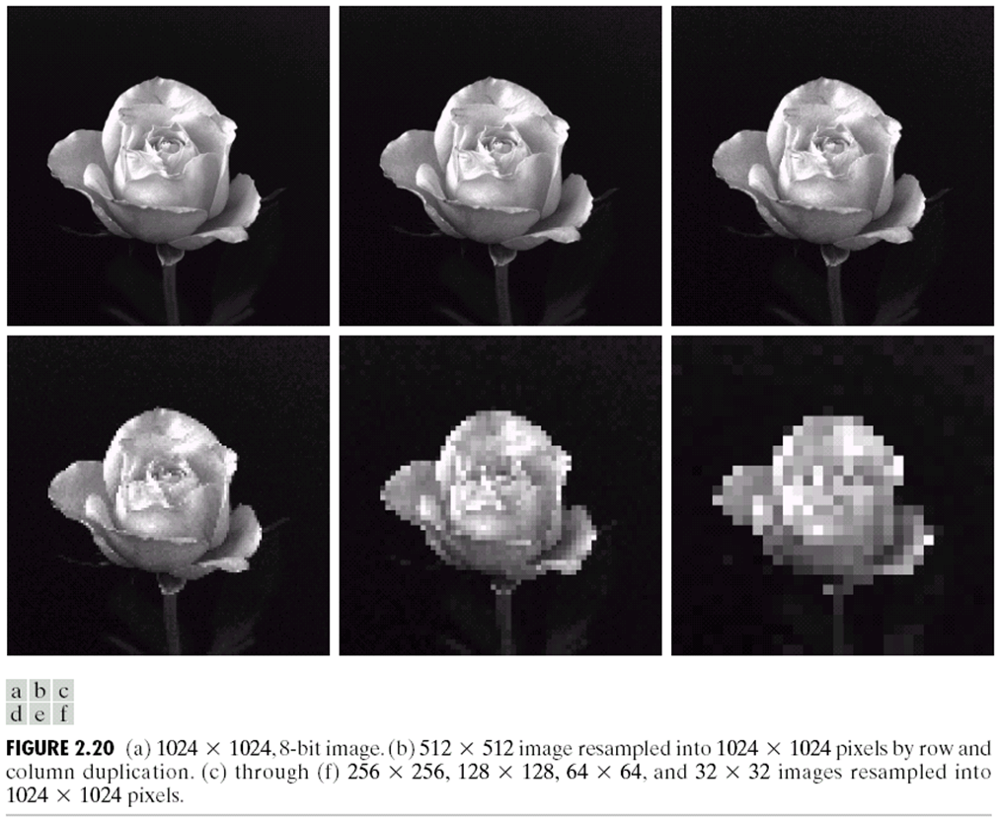 a b c
d e f
FIGURE 2.20 (a) 1024 × 1024, 8-bit image. (b) 512 × 512 image resampled into 1024 × 1024 pixels by row and
column duplication. (c) through (f) 256 × 256, 128 × 128, 64 × 64, and 32 × 32 images resampled into
1024 × 1024 pixels.